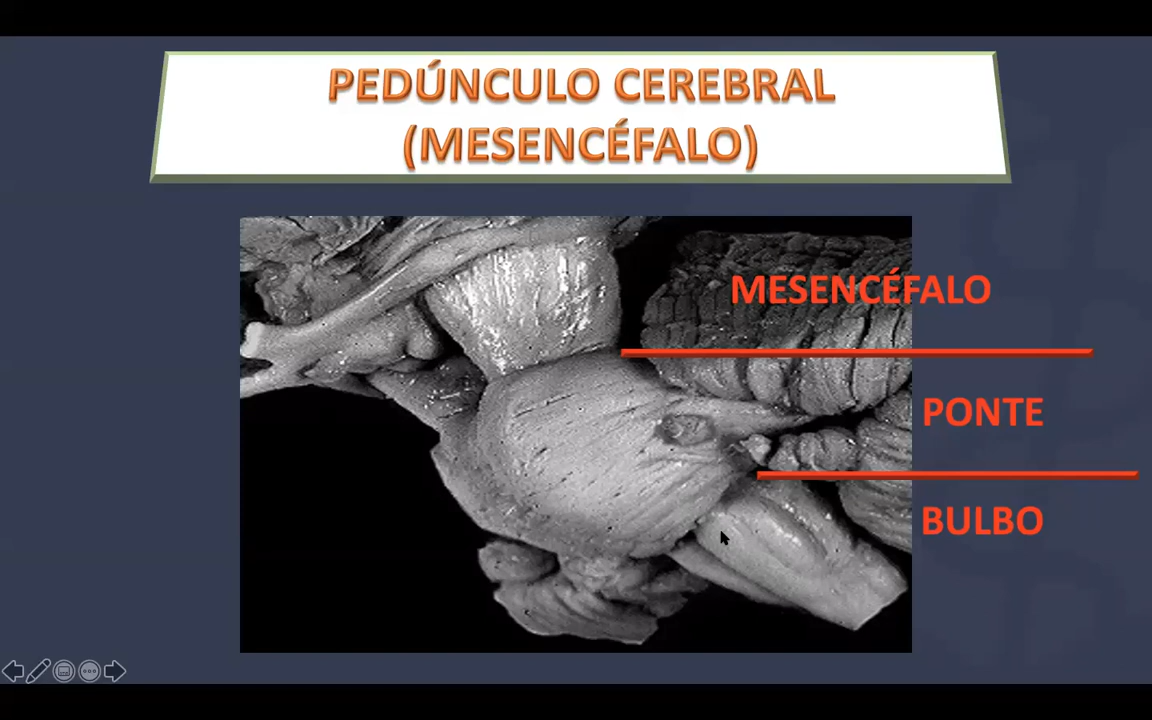 PEDÚNCULO CEREBRAL
(MESENCÉFALO)
MESENCÉFALO
PONTE
BULBO